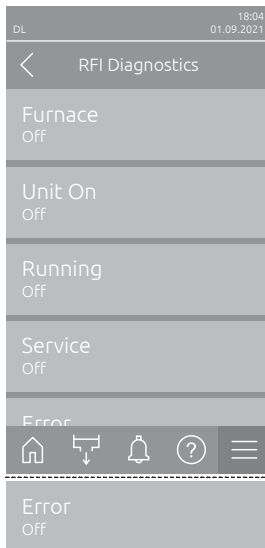 18:04
DL 01.09.2021
RFI Diagnostics
Furnace
Off
Unit On
Off
Running
Off
Service
Off
Error
Error
Off